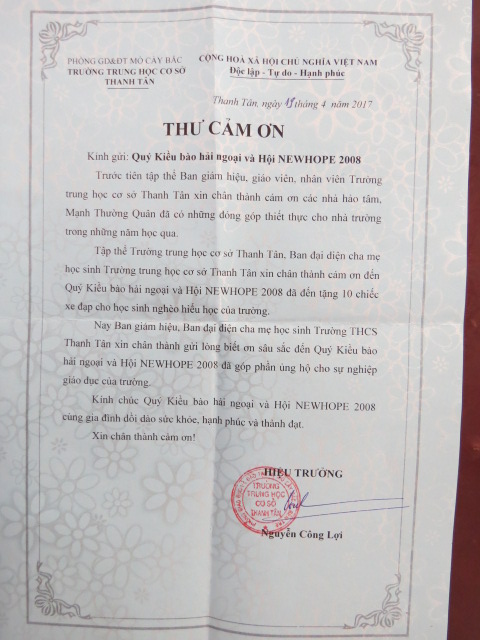 PHÒNG GD&ĐT MỎ CÀY BẮC
TRƯỜNG TRUNG HỌC CƠ SỞ
THANH TÂN
CỘNG HOÀ XÃ HỘI CHỦ NGHĨA VIỆT NAM
Độc lập - Tự do - Hạnh phúc
Thanh Tân, ngày tháng 4 năm 2017
THƯ CẢM ƠN
Kính gửi: Quý Kiều bào hải ngoại và Hội NEWHOPE 2008
Trước tiên tập thể Ban giám hiệu, giáo viên, nhân viên Trường
trung học cơ sở Thanh Tân xin chân thành cảm ơn các nhà hảo tâm,
Mạnh Thường Quân đã có những đóng góp thiết thực cho nhà trường
trong những năm học qua.
Tập thể Trường trung học cơ sở Thanh Tân, Ban đại diện cha mẹ
học sinh Trường trung học cơ sở Thanh Tân xin chân thành cảm ơn đến
Quý Kiều bào hải ngoại và Hội NEWHOPE 2008 đã đến tặng 10 chiếc
xe đạp cho học sinh nghèo hiếu học của trường.
Nay Ban giám hiệu, Ban đại diện cha mẹ học sinh Trường THCS
Thanh Tân xin chân thành gửi lòng biết ơn sâu sắc đến Quý Kiều bào
hải ngoại và Hội NEWHOPE 2008 đã góp phần ủng hộ cho sự nghiệp
giáo dục của trường.
Kính chúc Quý Kiều bào hải ngoại và Hội NEWHOPE 2008
cùng gia đình dồi dào sức khỏe, hạnh phúc và thành đạt.
Xin chân thành cảm ơn!
HIỆU TRƯỞNG
TRƯỜNG
TRUNG HỌC
CƠ SỞ
THANH TÂN
Nguyễn Công Lợi